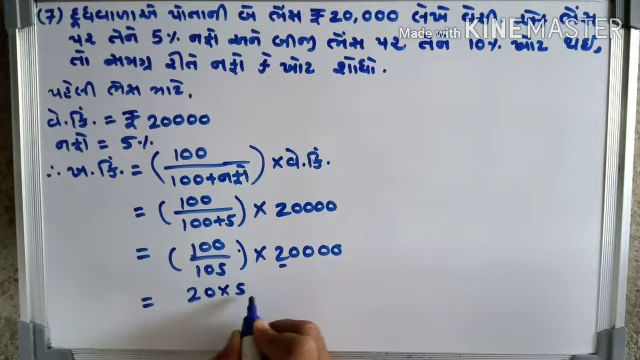 (7) દૂધવાળાએ પોતાની બે ભેંસ ₹ 20,000 લેખે વેચી
Made with KINEMASTER
પર તેને 5% નફો અને બીજી ભેંસ પર તેને 10% ખોટ થઈ,
તો સમગ્ર રીતે નફો કે ખોટ શોધો.
પહેલી ભેંસ માટે,
વે.કિં. = ₹ 20000
નફો = 5%
∴ ખ.કિં. = (100/100+નફો) × વે.કિં.
= (100/100+5) × 20000
= (100/105) × 20000
= 20×5